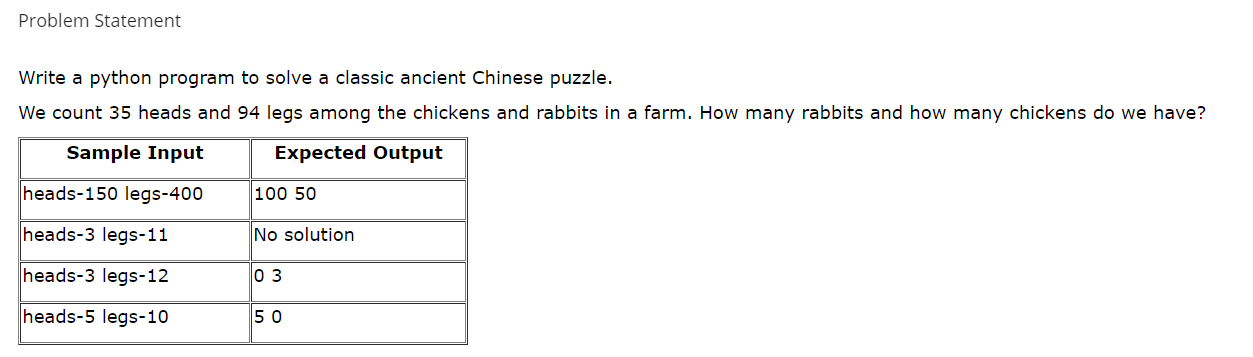 Problem Statement
Write a python program to solve a classic ancient Chinese puzzle.
We count 35 heads and 94 legs among the chickens and rabbits in a farm. How many rabbits and how many chickens do we have?
Sample Input Expected Output
heads-150 legs-400 100 50
heads-3 legs-11 No solution
heads-3 legs-12 0 3
heads-5 legs-10 5 0